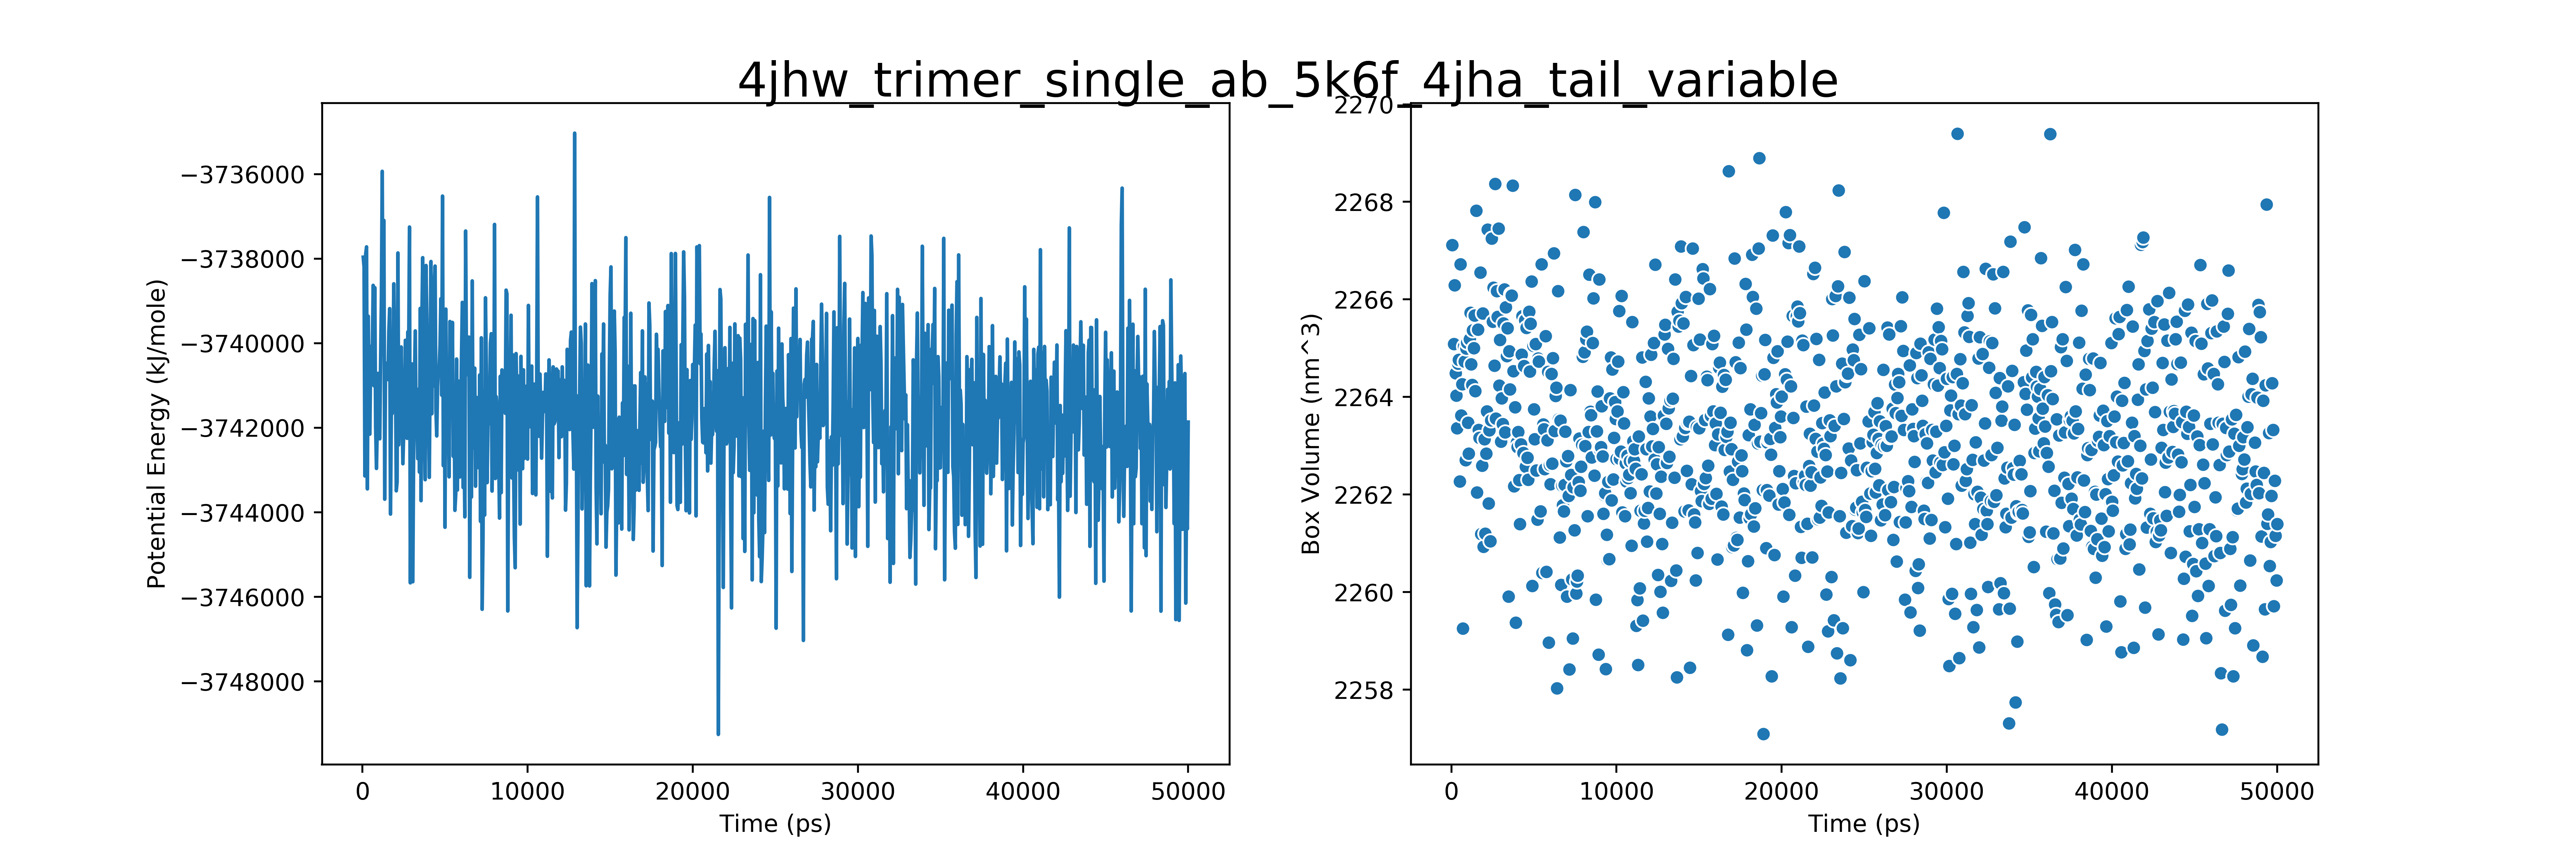 4jhw_trimer_single_ab_5k6f_4jha_tail_variable
Potential Energy (kJ/mole)
−3736000
−3738000
−3740000
−3742000
−3744000
−3746000
−3748000
0 10000 20000 30000 40000 50000
Time (ps)
Box Volume (nm^3)
2270
2268
2266
2264
2262
2260
2258
0 10000 20000 30000 40000 50000
Time (ps)